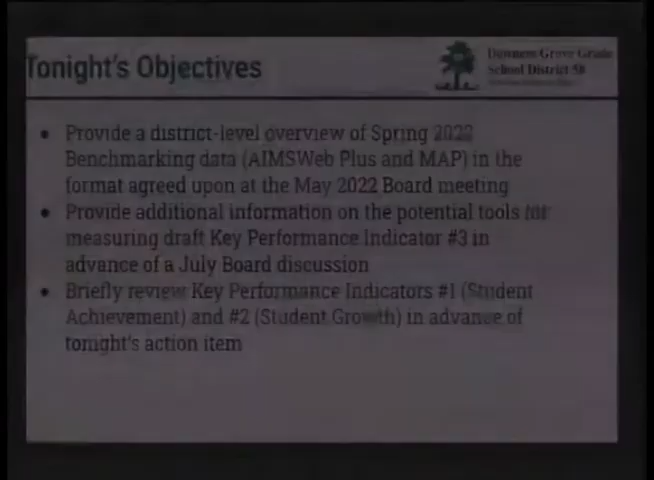 Tonight's Objectives
Downers Grove Grade
School District 58
• Provide a district-level overview of Spring 2022
Benchmarking data (AIMSWeb Plus and MAP) in the
format agreed upon at the May 2022 Board meeting
• Provide additional information on the potential tools for
measuring draft Key Performance Indicator #3 in
advance of a July Board discussion
• Briefly review Key Performance Indicators #1 (Student
Achievement) and #2 (Student Growth) in advance of
tonight's action item